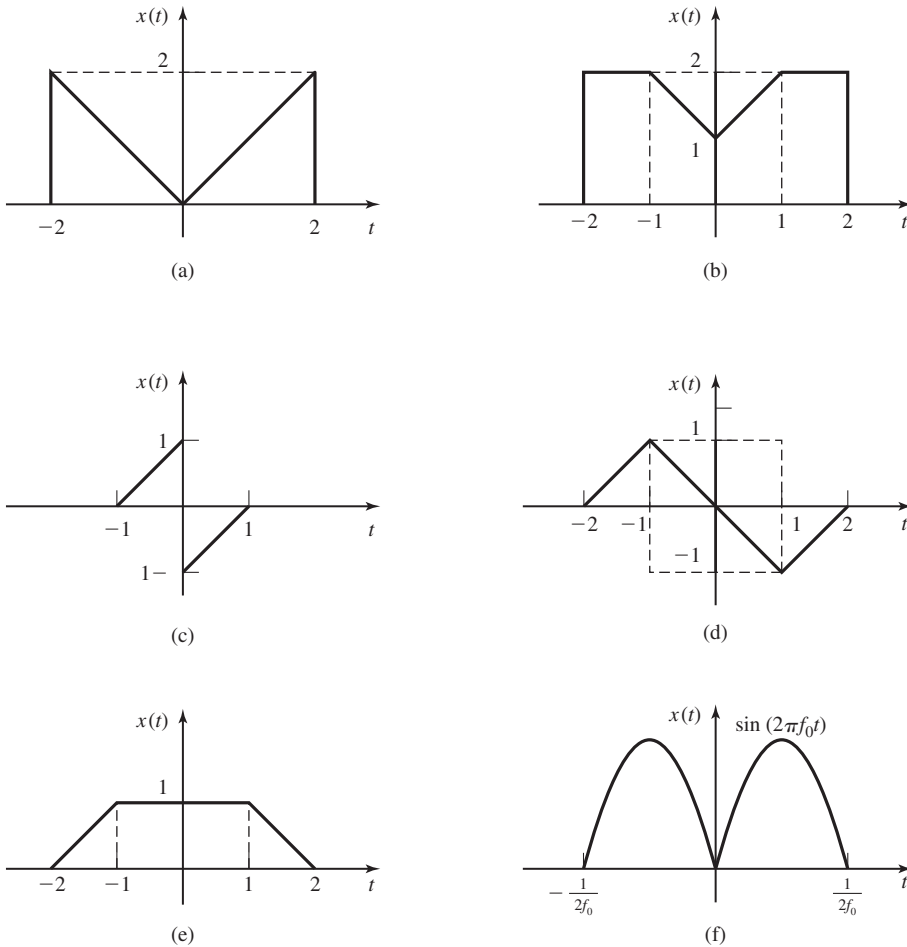 x(t) x(t)
2 2
1
−2 2 t −2 −1 1 2 t
(a) (b)
x(t) x(t)
1 1
−1 1 t −2 −1 1 2 t
1− −1
(c) (d)
x(t) x(t) sin (2πf₀t)
1
−2 −1 1 2 t − 1/2f₀ 1/2f₀ t
(e) (f)